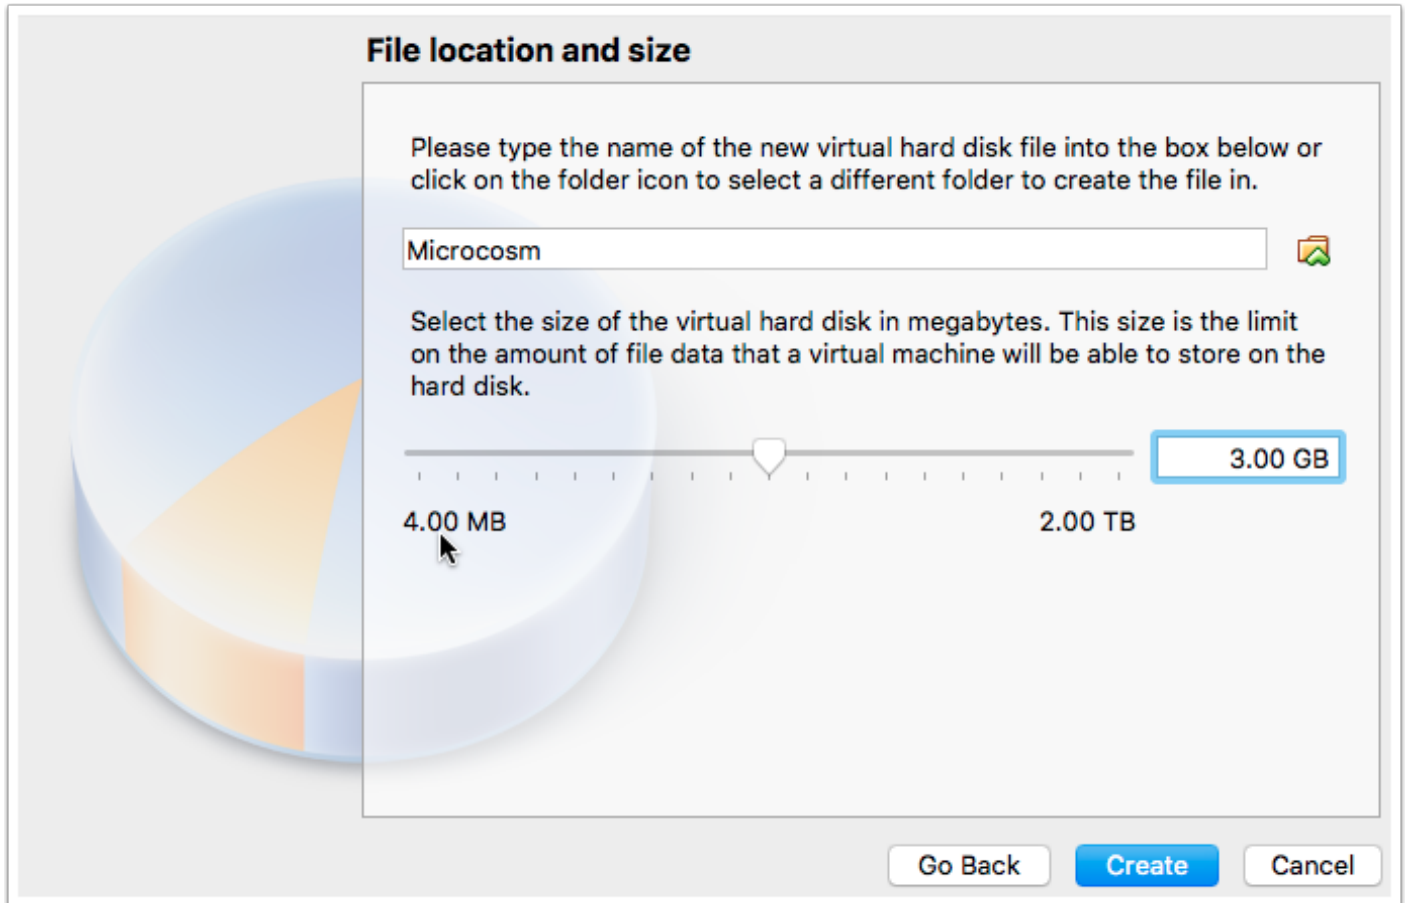 File location and size
Please type the name of the new virtual hard disk file into the box below or
click on the folder icon to select a different folder to create the file in.
Microcosm
Select the size of the virtual hard disk in megabytes. This size is the limit
on the amount of file data that a virtual machine will be able to store on the
hard disk.
3.00 GB
4.00 MB 2.00 TB
Go Back Create Cancel